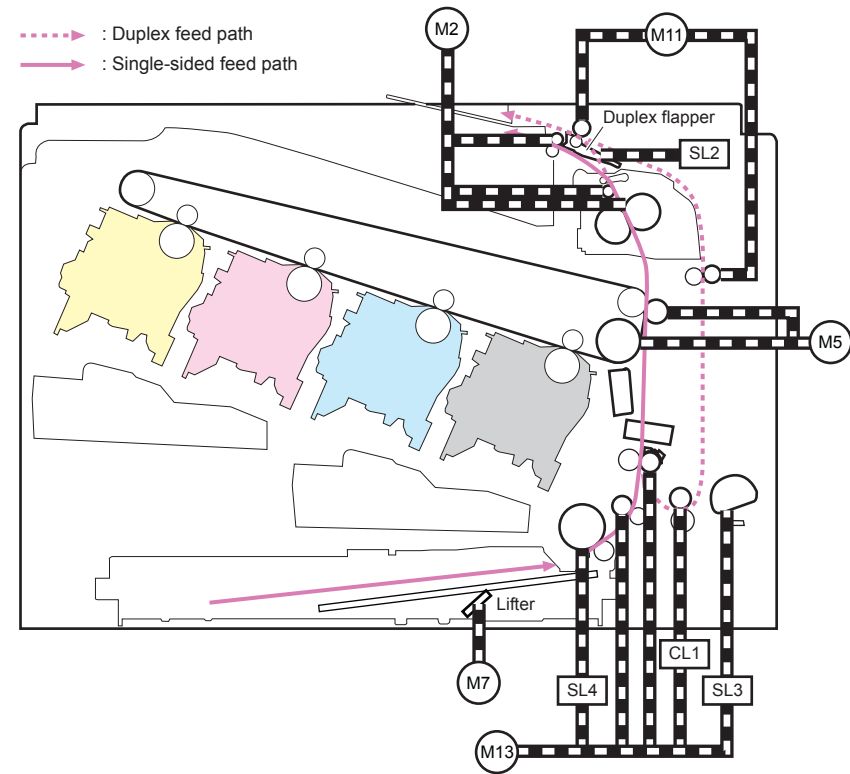 : Duplex feed path
: Single-sided feed path
M2
M11
Duplex flapper
SL2
M5
Lifter
M7
CL1
SL4
SL3
M13